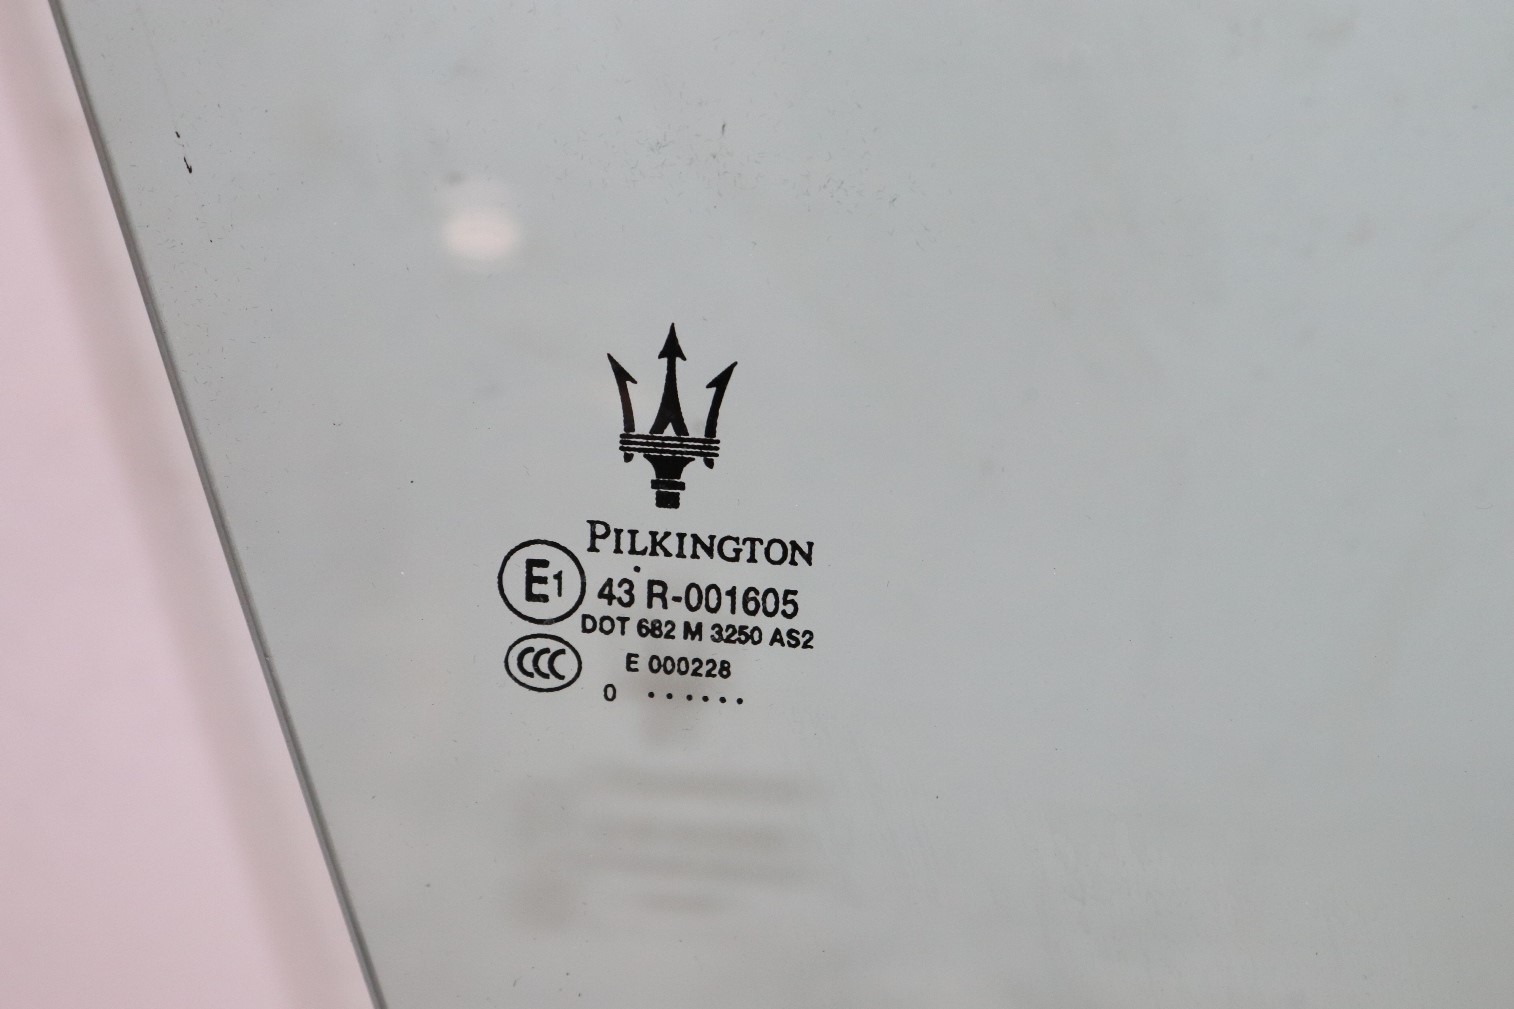 PILKINGTON
E1 43 R-001605
DOT 682 M 3250 AS2
CCC E 000228
0 . . . . . .